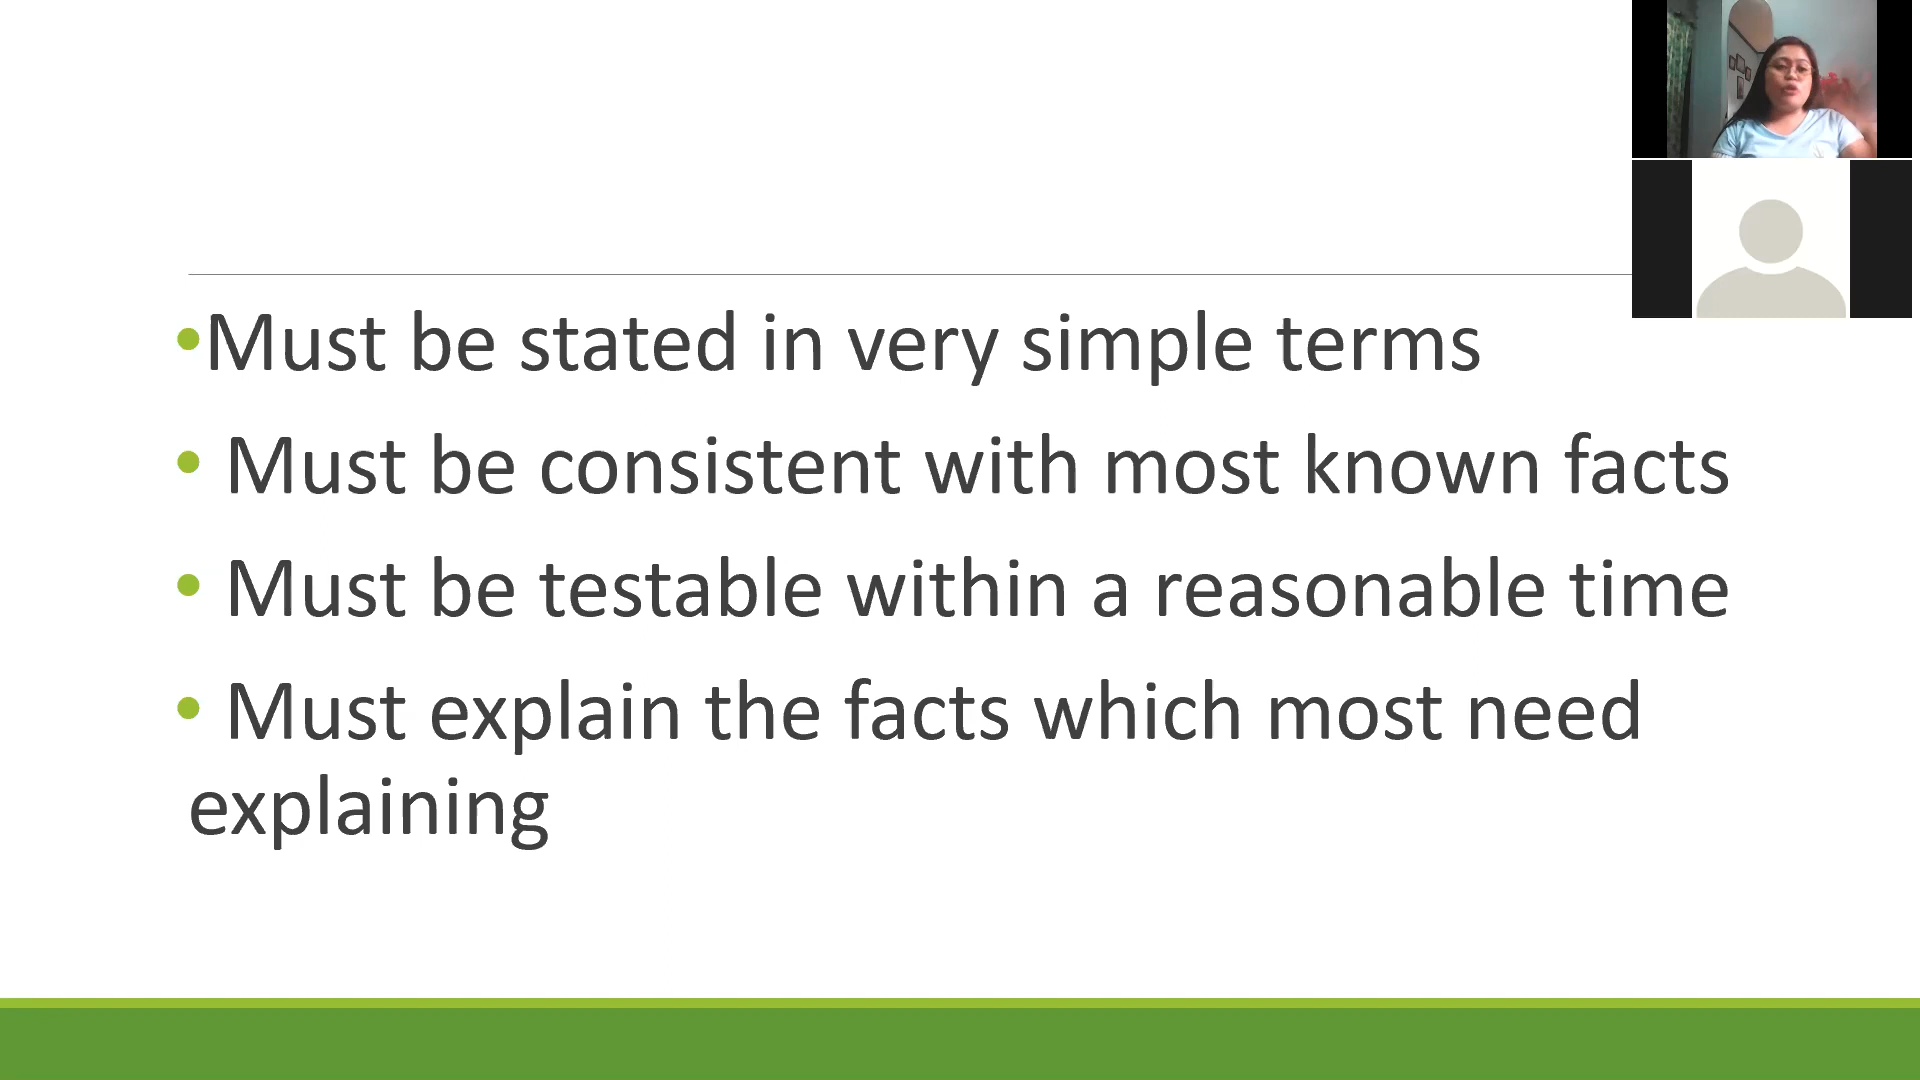 •Must be stated in very simple terms
• Must be consistent with most known facts
• Must be testable within a reasonable time
• Must explain the facts which most need
explaining